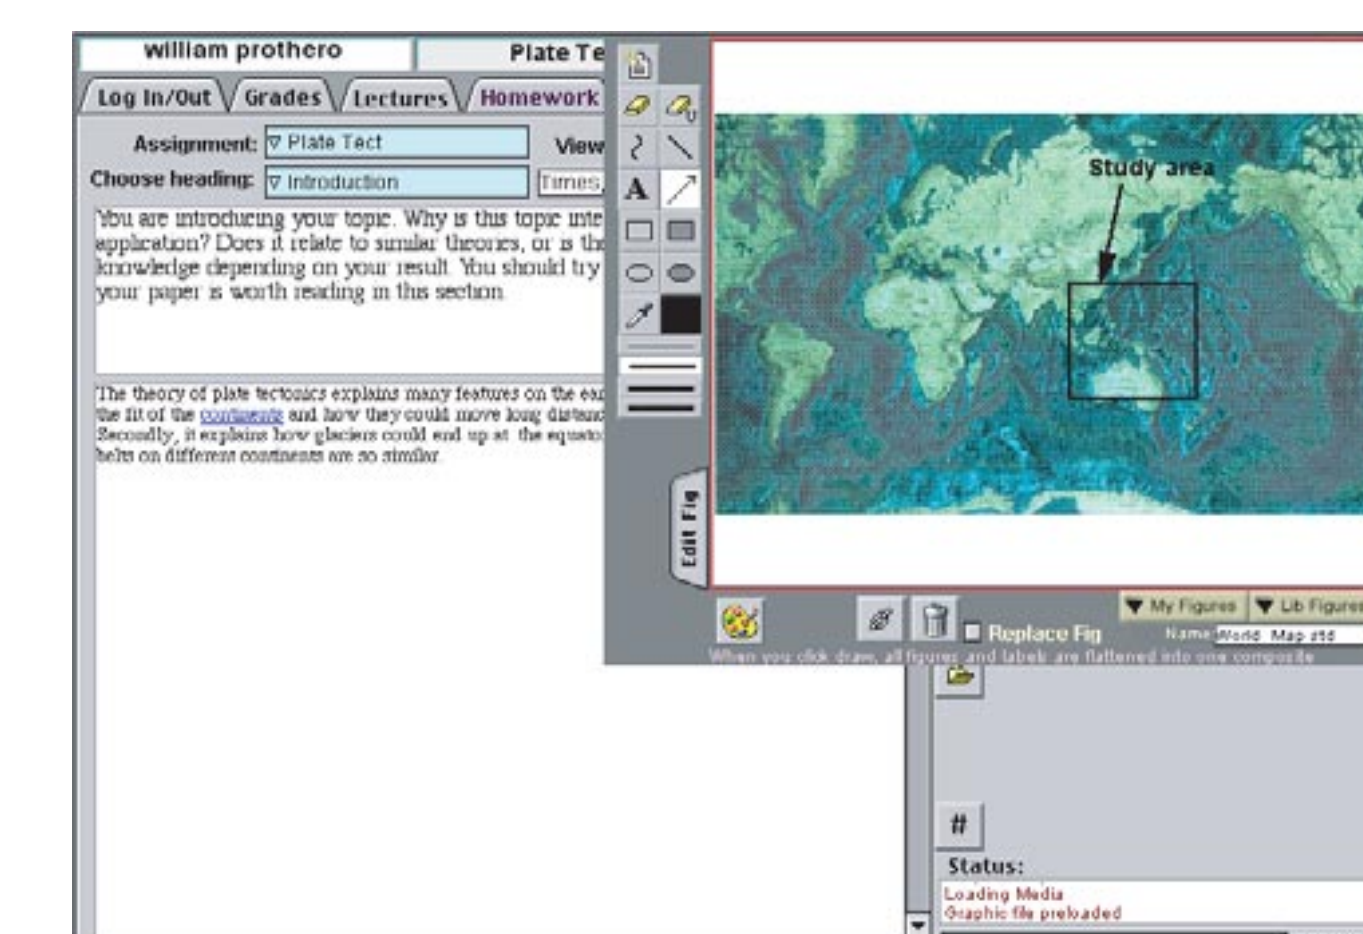 william prothero
Plate Te
Log In/Out Grades Lectures Homework
Assignment: Plate Tect
View
Choose heading: Introduction
Times,
You are introducing your topic. Why is this topic inte
application? Does it relate to similar theories, or is the
knowledge depending on your result. You should try
your paper is worth reading in this section.
The theory of plate tectonics explains many features on the ear
the fit of the continents and how they could move long distanc
Secondly, it explains how glaciers could end up at the equato
belts on different continents are so similar.
A
Study area
Edit Fig
My Figures Lib Figures
Replace Fig
Name World Map std
When you click draw, all figures and labels are flattened into one composite
#
Status:
Loading Media
Graphic file preloaded